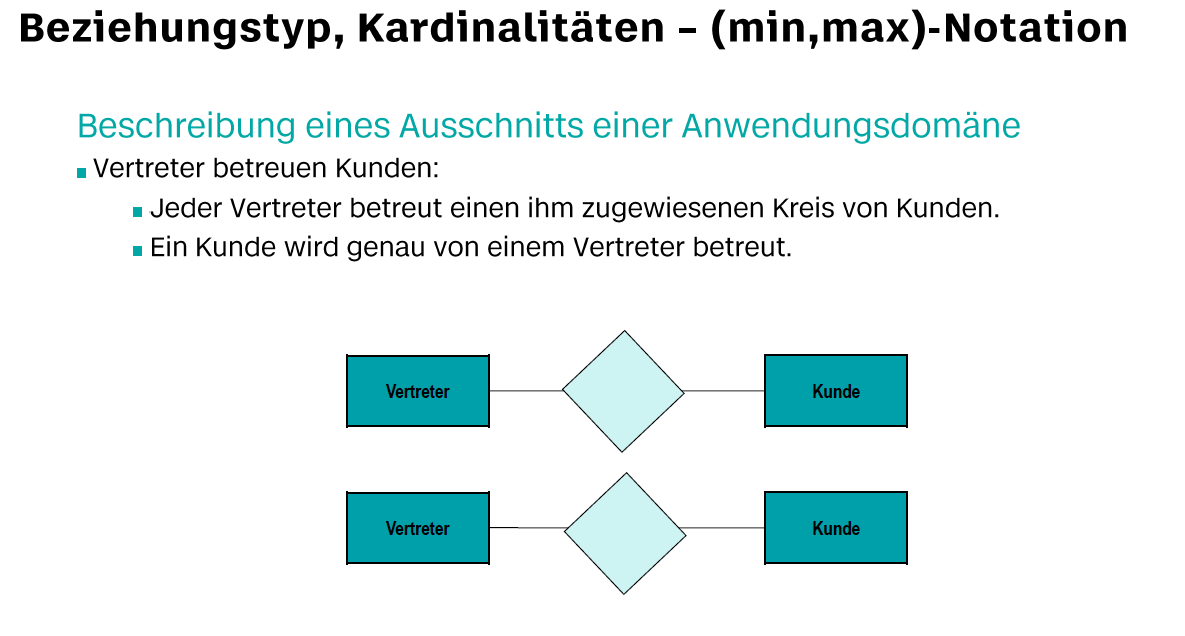 Beziehungstyp, Kardinalitäten – (min,max)-Notation
Beschreibung eines Ausschnitts einer Anwendungsdomäne
Vertreter betreuen Kunden:
Jeder Vertreter betreut einen ihm zugewiesenen Kreis von Kunden.
Ein Kunde wird genau von einem Vertreter betreut.
Vertreter
Kunde
Vertreter
Kunde